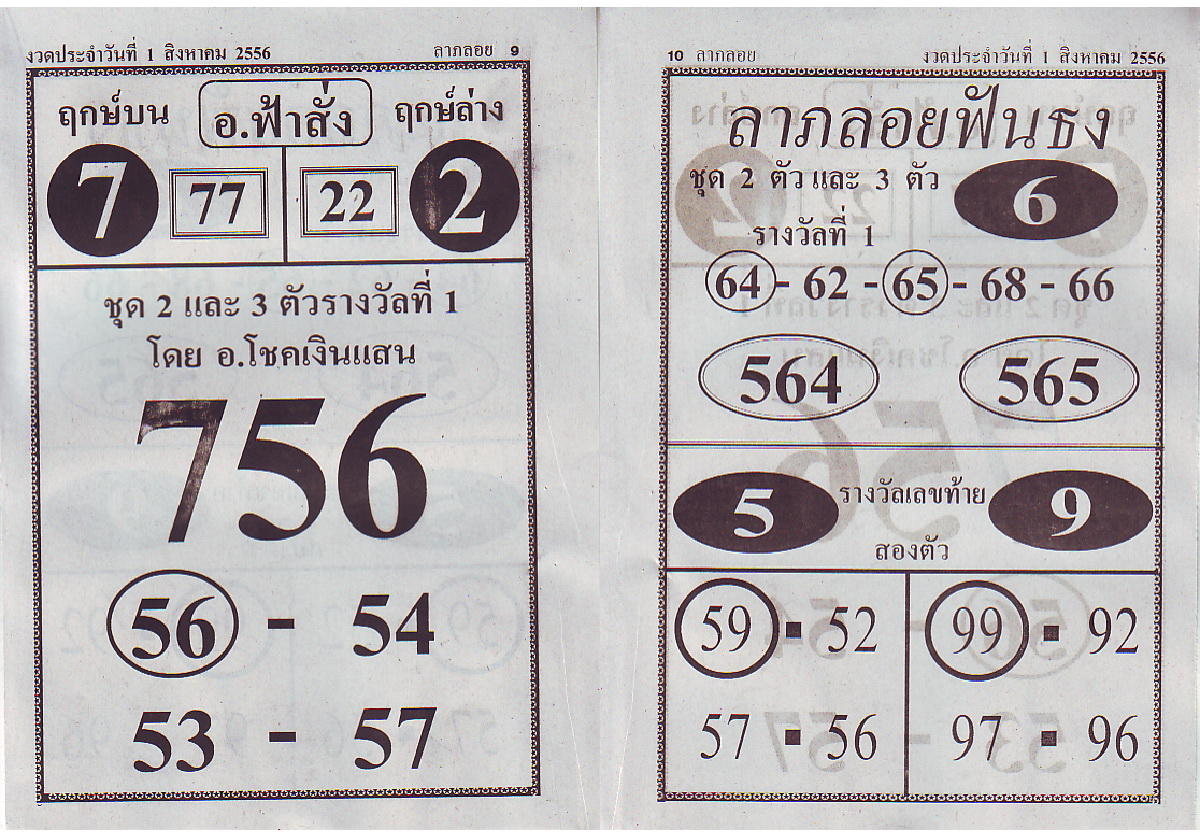 งวดประจำวันที่ 1 สิงหาคม 2556 ลาภลอย 9
ฤกษ์บน อ.ฟ้าสั่ง ฤกษ์ล่าง
7 77 22 2
ชุด 2 และ 3 ตัวรางวัลที่ 1
โดย อ.โชคเงินแสน
756
56 - 54
53 - 57
10 ลาภลอย งวดประจำวันที่ 1 สิงหาคม 2556
ลาภลอยฟันธง
ชุด 2 ตัวและ 3 ตัว 6
รางวัลที่ 1
64 - 62 - 65 - 68 - 66
564 565
5 รางวัลเลขท้าย 9
สองตัว
59 ▪ 52 99 ▪ 92
57 ▪ 56 97 ▪ 96